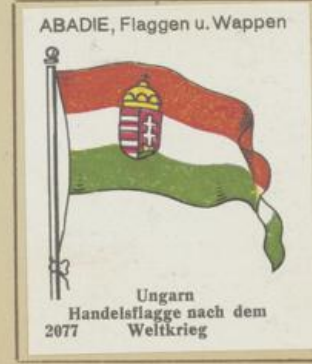 ABADIE, Flaggen u. Wappen
Ungarn
Handelsflagge nach dem
2077 Weltkrieg